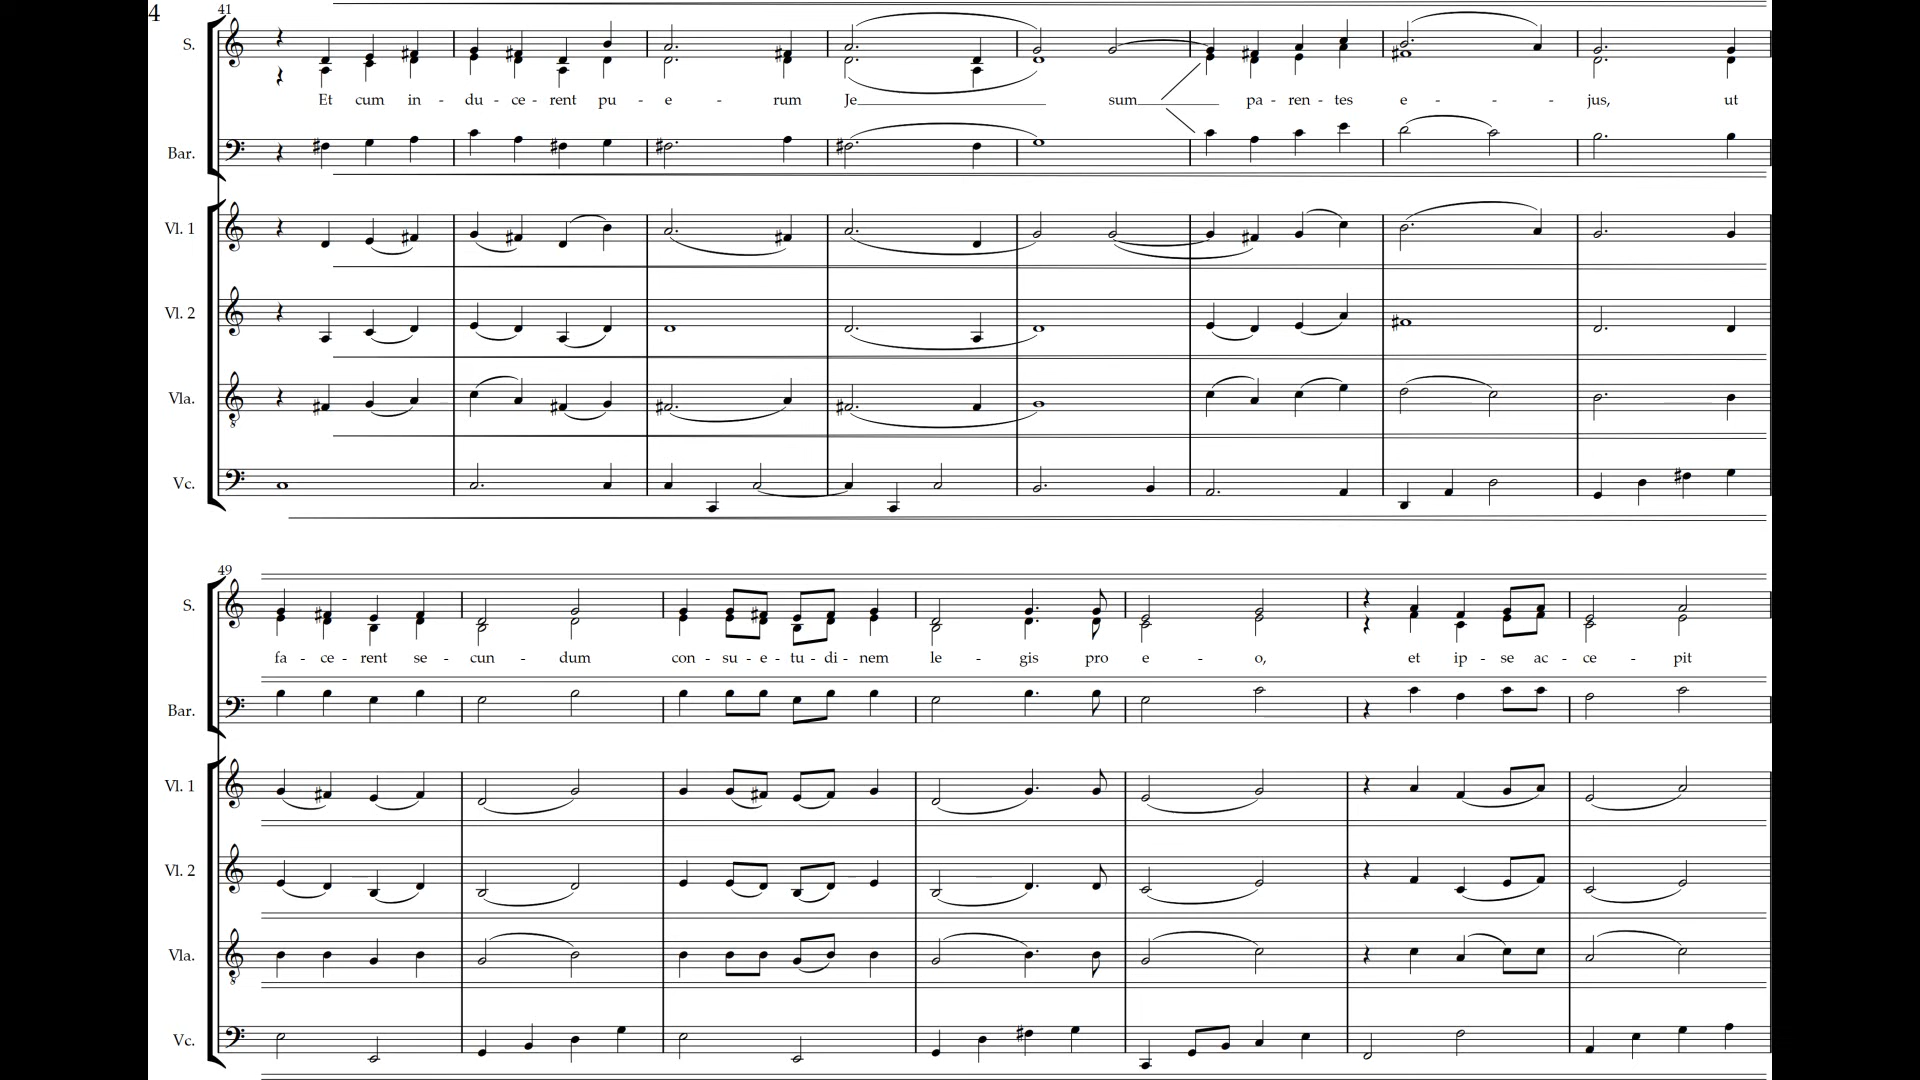 4
41
S.
Et cum in - du - ce - rent pu - e - rum Je sum pa - ren - tes e - - - jus, ut
Bar.
Vl. 1
Vl. 2
Vla.
Vc.
49
S.
fa - ce - rent se - cun - dum con - su - e - tu - di - nem le - gis pro e - o, et ip - se ac - ce - pit
Bar.
Vl. 1
Vl. 2
Vla.
Vc.